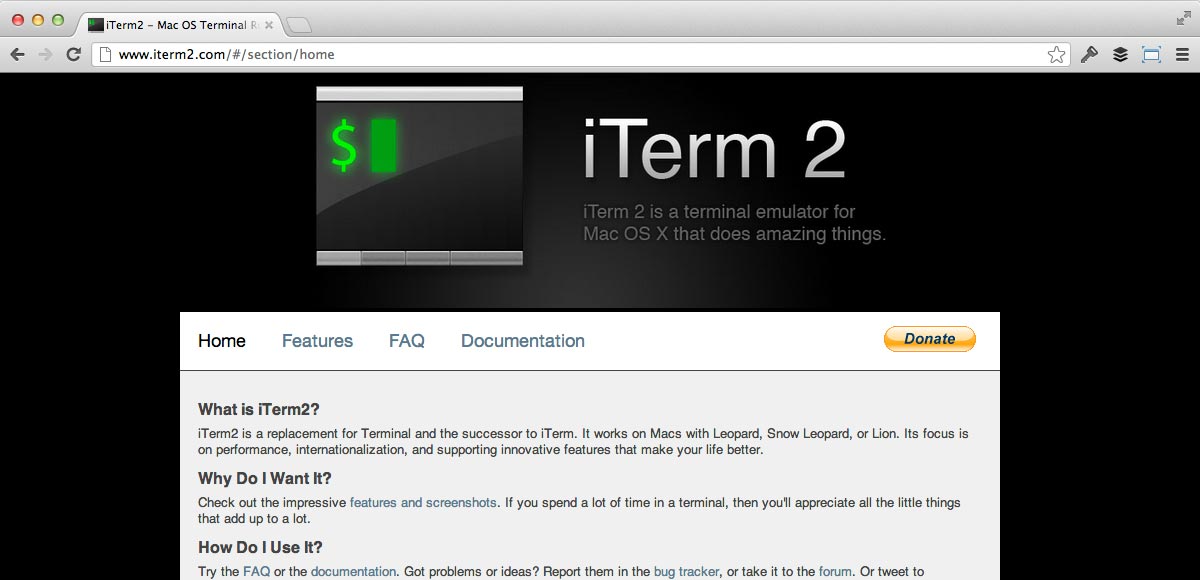 iTerm2 - Mac OS Terminal R
www.iterm2.com/#/section/home
$
iTerm 2
iTerm 2 is a terminal emulator for
Mac OS X that does amazing things.
Home Features FAQ Documentation Donate
What is iTerm2?
iTerm2 is a replacement for Terminal and the successor to iTerm. It works on Macs with Leopard, Snow Leopard, or Lion. Its focus is
on performance, internationalization, and supporting innovative features that make your life better.
Why Do I Want It?
Check out the impressive features and screenshots. If you spend a lot of time in a terminal, then you'll appreciate all the little things
that add up to a lot.
How Do I Use It?
Try the FAQ or the documentation. Got problems or ideas? Report them in the bug tracker, or take it to the forum. Or tweet to